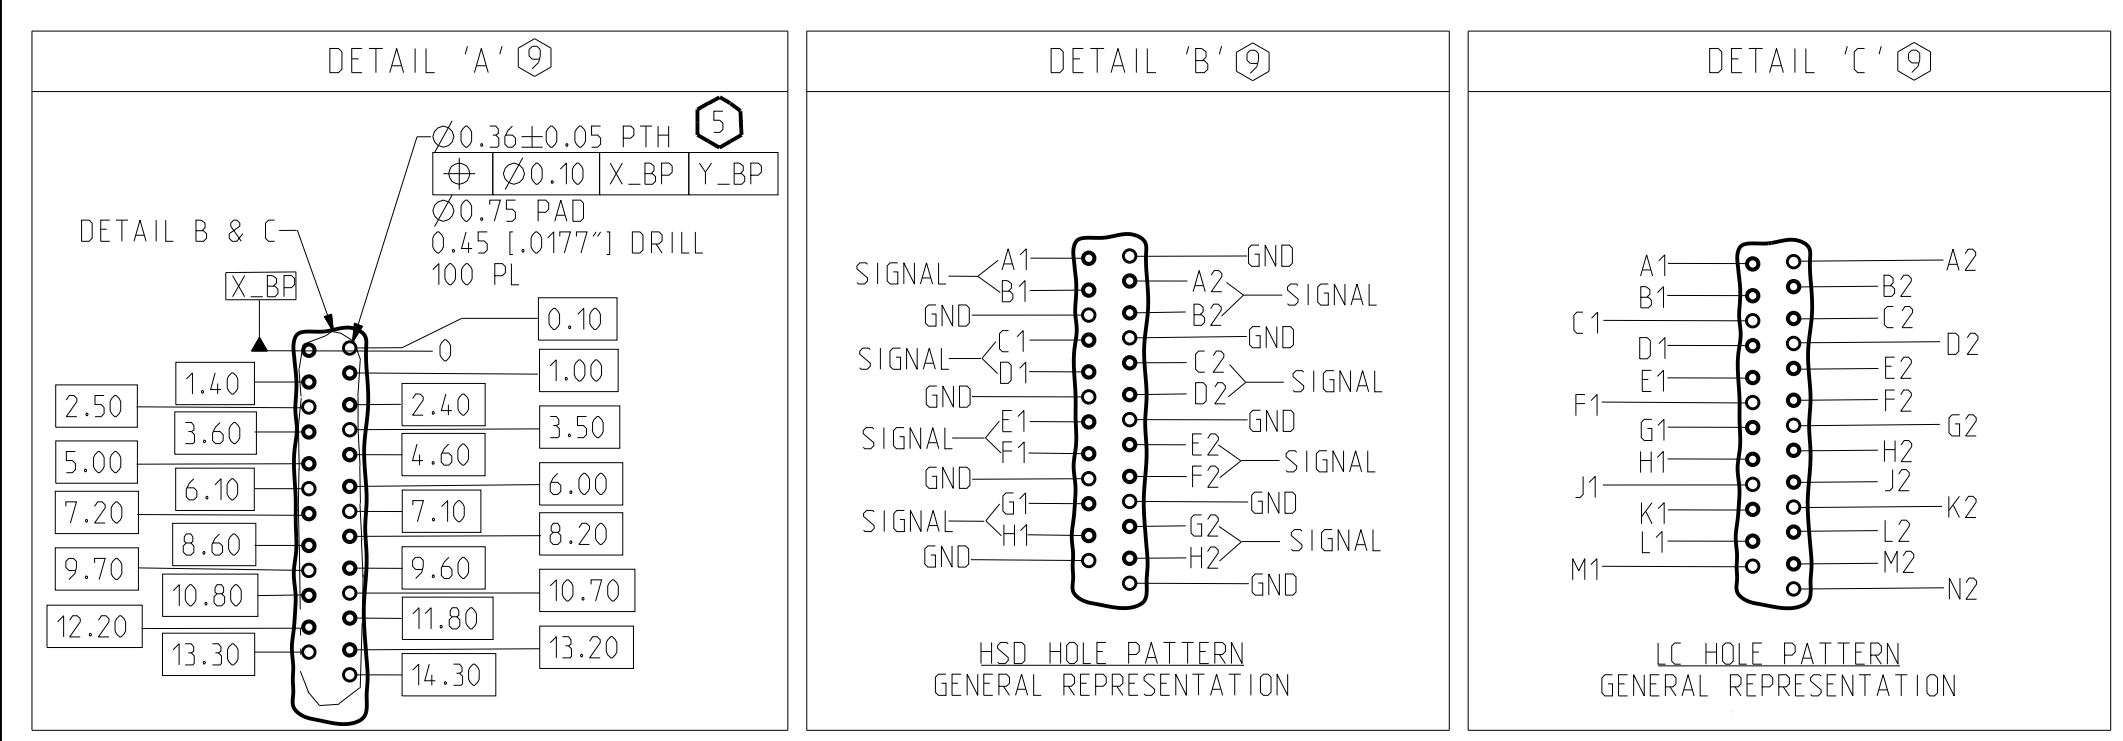 DETAIL 'A' 9
Ø0.36±0.05 PTH 5
⌖ Ø0.10 X_BP Y_BP
Ø0.75 PAD
0.45 [.0177"] DRILL
100 PL
DETAIL B & C
X_BP
0.10
0
1.00
1.40
2.50
2.40
3.60
3.50
5.00
4.60
6.10
6.00
7.20
7.10
8.60
8.20
9.70
9.60
10.80
10.70
12.20
11.80
13.30
13.20
14.30
DETAIL 'B' 9
SIGNAL A1 GND
B1 A2 SIGNAL
GND B2
SIGNAL C1 GND
D1 C2 SIGNAL
GND D2
SIGNAL E1 GND
F1 E2 SIGNAL
GND F2
SIGNAL G1 GND
H1 G2 SIGNAL
GND H2
GND
HSD HOLE PATTERN
GENERAL REPRESENTATION
DETAIL 'C' 9
A1 A2
B1 B2
C1 C2
D1 D2
E1 E2
F1 F2
G1 G2
H1 H2
J1 J2
K1 K2
L1 L2
M1 M2
N2
LC HOLE PATTERN
GENERAL REPRESENTATION